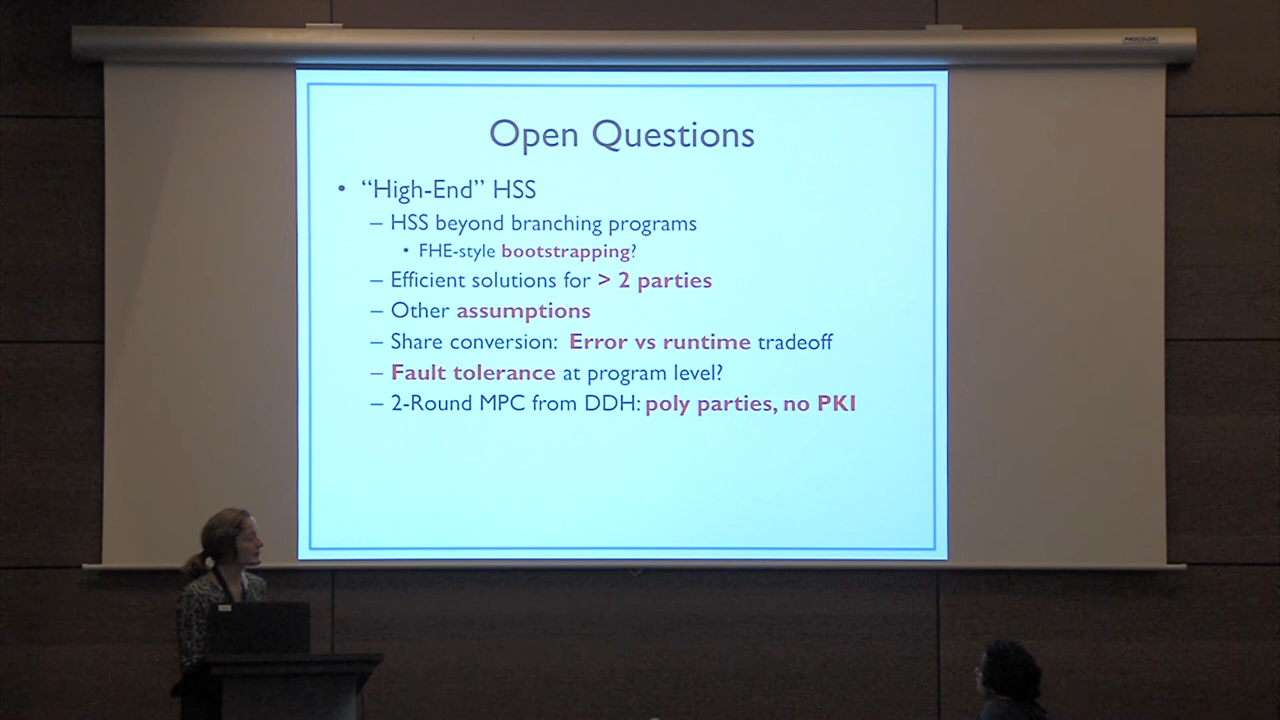 PROCOLOR
Open Questions
• “High-End” HSS
– HSS beyond branching programs
• FHE-style bootstrapping?
– Efficient solutions for > 2 parties
– Other assumptions
– Share conversion: Error vs runtime tradeoff
– Fault tolerance at program level?
– 2-Round MPC from DDH: poly parties, no PKI